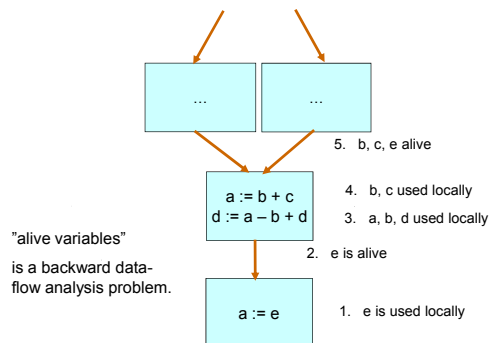 ...
...
5. b, c, e alive
a := b + c
d := a – b + d
4. b, c used locally
3. a, b, d used locally
"alive variables"
is a backward data-
flow analysis problem.
2. e is alive
a := e
1. e is used locally